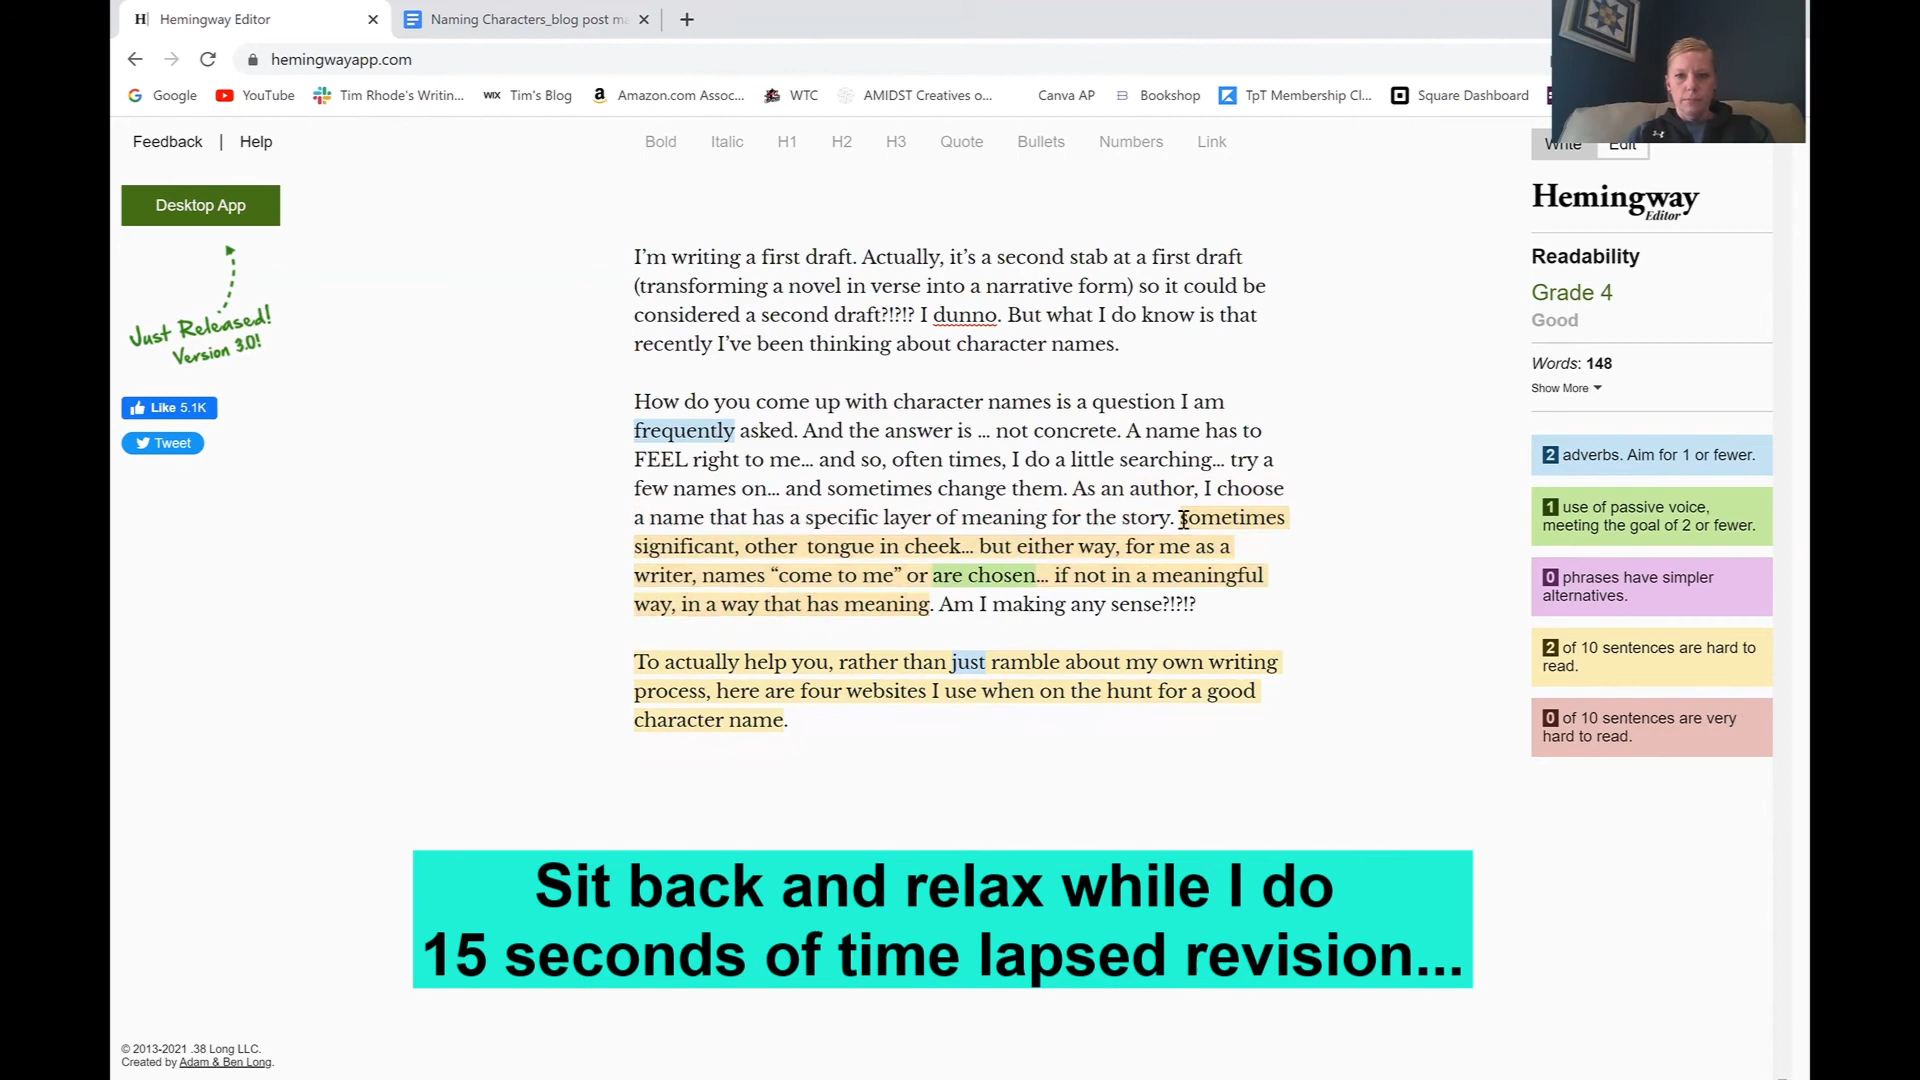 Hemingway Editor
Naming Characters_blog post ma
hemingwayapp.com
Google YouTube Tim Rhode's Writin... WIX Tim's Blog Amazon.com Assoc... WTC AMIDST Creatives o... Canva AP Bookshop TpT Membership Cl... Square Dashboard
Feedback | Help
Bold Italic H1 H2 H3 Quote Bullets Numbers Link
Write Edit
Desktop App
Just Released!
Version 3.0!
Like 5.1K
Tweet
I'm writing a first draft. Actually, it's a second stab at a first draft
(transforming a novel in verse into a narrative form) so it could be
considered a second draft?!?!? I dunno. But what I do know is that
recently I've been thinking about character names.
How do you come up with character names is a question I am
frequently asked. And the answer is … not concrete. A name has to
FEEL right to me… and so, often times, I do a little searching… try a
few names on… and sometimes change them. As an author, I choose
a name that has a specific layer of meaning for the story. sometimes
significant, other  tongue in cheek… but either way, for me as a
writer, names “come to me” or are chosen… if not in a meaningful
way, in a way that has meaning. Am I making any sense?!?!?
To actually help you, rather than just ramble about my own writing
process, here are four websites I use when on the hunt for a good
character name.
Hemingway
Editor
Readability
Grade 4
Good
Words: 148
Show More
2 adverbs. Aim for 1 or fewer.
1 use of passive voice,
meeting the goal of 2 or fewer.
0 phrases have simpler
alternatives.
2 of 10 sentences are hard to
read.
0 of 10 sentences are very
hard to read.
Sit back and relax while I do
15 seconds of time lapsed revision...
© 2013-2021 .38 Long LLC.
Created by Adam & Ben Long.